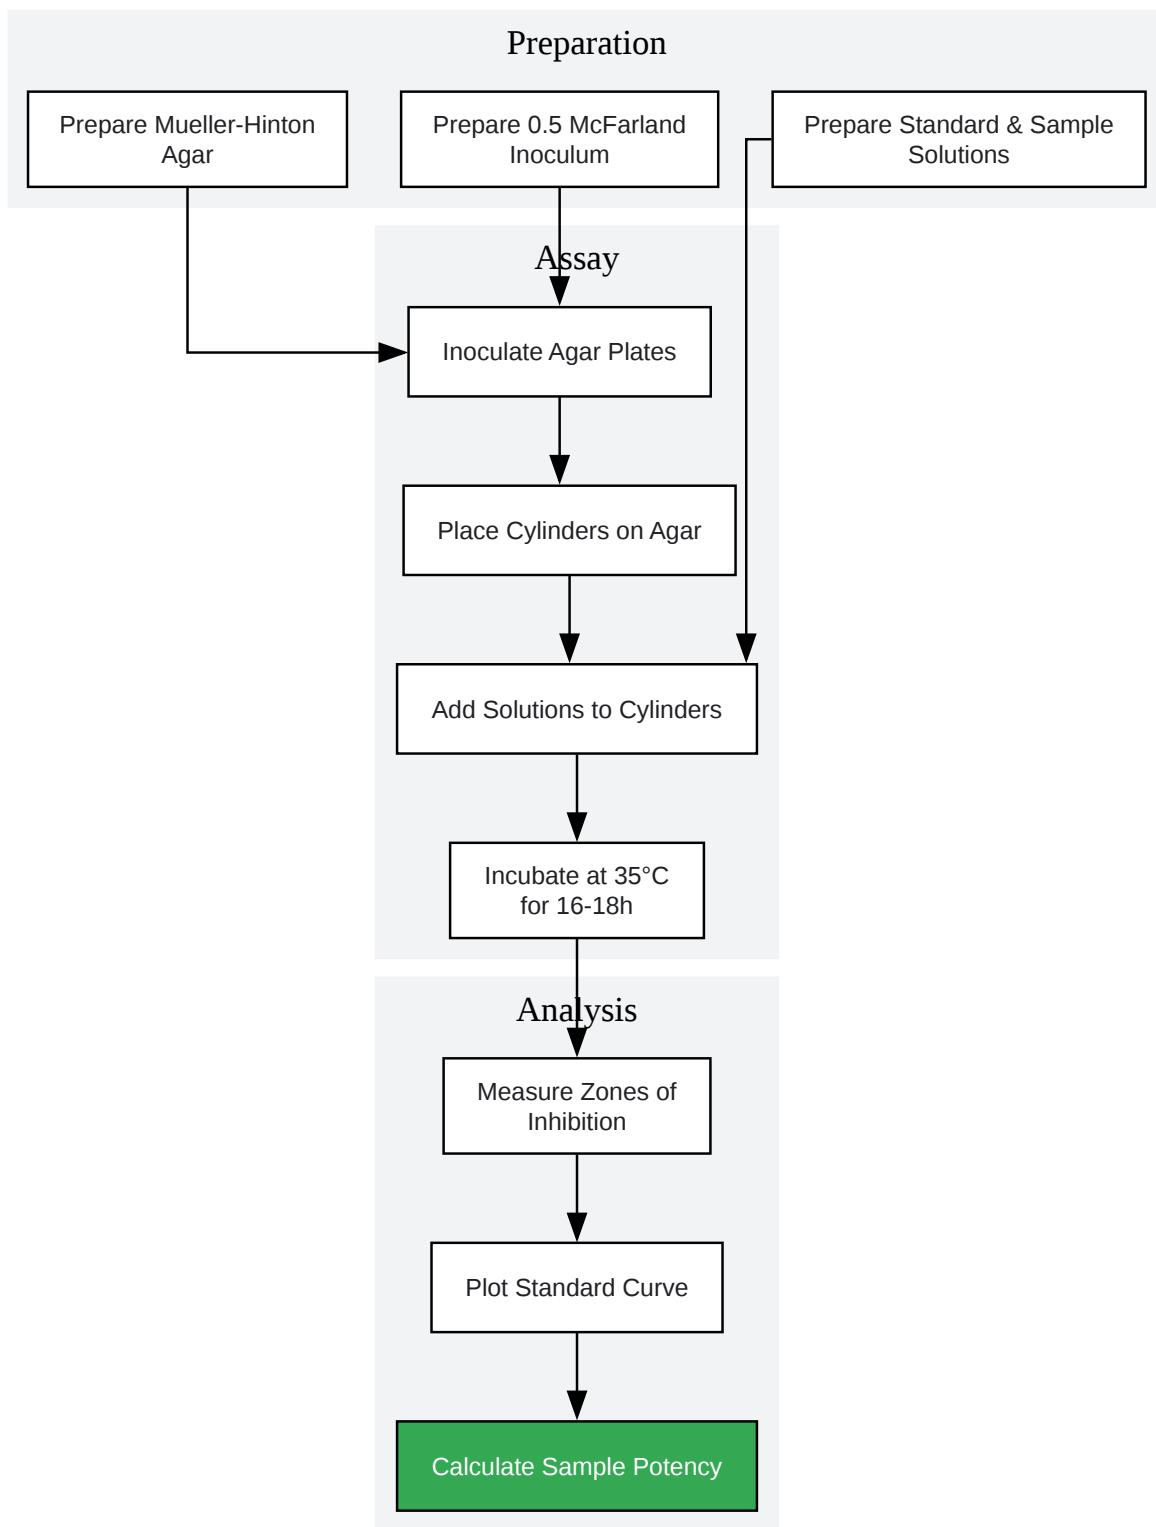 Preparation
Prepare Mueller-Hinton
Agar
Prepare 0.5 McFarland
Inoculum
Prepare Standard & Sample
Solutions
Assay
Inoculate Agar Plates
Place Cylinders on Agar
Add Solutions to Cylinders
Incubate at 35°C
for 16-18h
Analysis
Measure Zones of
Inhibition
Plot Standard Curve
Calculate Sample Potency